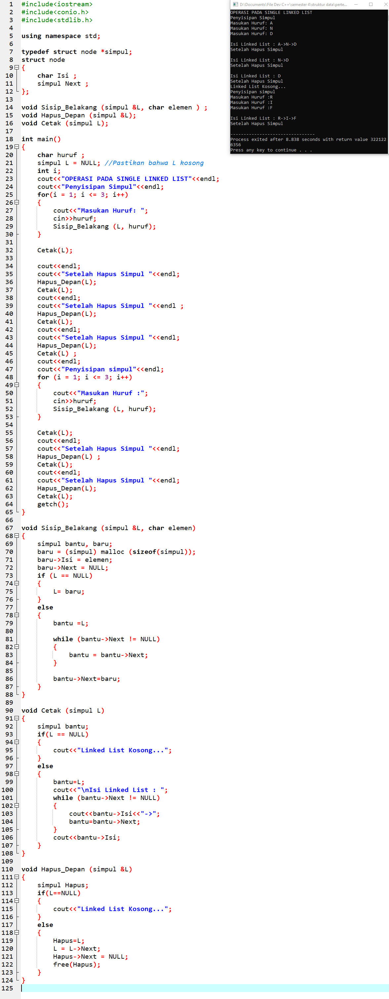 #include<iostream>
#include<conio.h>
#include<stdlib.h>

using namespace std;

typedef struct node *simpul;
struct node
{
    char Isi ;
    simpul Next ;
};

void Sisip_Belakang (simpul &L, char elemen ) ;
void Hapus_Depan (simpul &L);
void Cetak (simpul L);

int main()
{
    char huruf ;
    simpul L = NULL; //Pastikan bahwa L kosong
    int i;
    cout<<"OPERASI PADA SINGLE LINKED LIST"<<endl;
    cout<<"Penyisipan Simpul"<<endl;
    for(i = 1; i <= 3; i++)
    {
        cout<<"Masukan Huruf: ";
        cin>>huruf;
        Sisip_Belakang (L, huruf);
    }

    Cetak(L);

    cout<<endl;
    cout<<"Setelah Hapus Simpul "<<endl;
    Hapus_Depan(L);
    Cetak(L);
    cout<<endl;
    cout<<"Setelah Hapus Simpul "<<endl ;
    Hapus_Depan(L);
    Cetak(L);
    cout<<endl;
    cout<<"Setelah Hapus Simpul "<<endl;
    Hapus_Depan(L);
    Cetak(L) ;
    cout<<endl;
    cout<<"Penyisipan simpul"<<endl;
    for (i = 1; i <= 3; i++)
    {
        cout<<"Masukan Huruf :";
        cin>>huruf;
        Sisip_Belakang (L, huruf);
    }

    Cetak(L);
    cout<<endl;
    cout<<"Setelah Hapus Simpul "<<endl;
    Hapus_Depan(L) ;
    Cetak(L);
    cout<<endl;
    cout<<"Setelah Hapus Simpul "<<endl;
    Hapus_Depan(L);
    Cetak(L);
    getch();
}

void Sisip_Belakang (simpul &L, char elemen)
{
    simpul bantu, baru;
    baru = (simpul) malloc (sizeof(simpul));
    baru->Isi = elemen;
    baru->Next = NULL;
    if (L == NULL)
    {
        L= baru;
    }
    else
    {
        bantu =L;

        while (bantu->Next != NULL)
        {
            bantu = bantu->Next;
        }

        bantu->Next=baru;
    }
}

void Cetak (simpul L)
{
    simpul bantu;
    if(L == NULL)
    {
        cout<<"Linked List Kosong...";
    }
    else
    {
        bantu=L;
        cout<<"\nIsi Linked List : ";
        while (bantu->Next != NULL)
        {
            cout<<bantu->Isi<<"->";
            bantu=bantu->Next;
        }
        cout<<bantu->Isi;
    }
}

void Hapus_Depan (simpul &L)
{
    simpul Hapus;
    if(L==NULL)
    {
        cout<<"Linked List Kosong...";
    }
    else
    {
        Hapus=L;
        L = L->Next;
        Hapus->Next = NULL;
        free(Hapus);
    }
}

D:\Documents\File Dev C++\semester 4\struktur data\perte...
OPERASI PADA SINGLE LINKED LIST
Penyisipan Simpul
Masukan Huruf: A
Masukan Huruf: N
Masukan Huruf: D

Isi Linked List : A->N->D
Setelah Hapus Simpul

Isi Linked List : N->D
Setelah Hapus Simpul

Isi Linked List : D
Setelah Hapus Simpul
Linked List Kosong...
Penyisipan simpul
Masukan Huruf :R
Masukan Huruf :I
Masukan Huruf :F

Isi Linked List : R->I->F
Setelah Hapus Simpul

--------------------------------
Process exited after 8.838 seconds with return value 322122
6356
Press any key to continue . . .